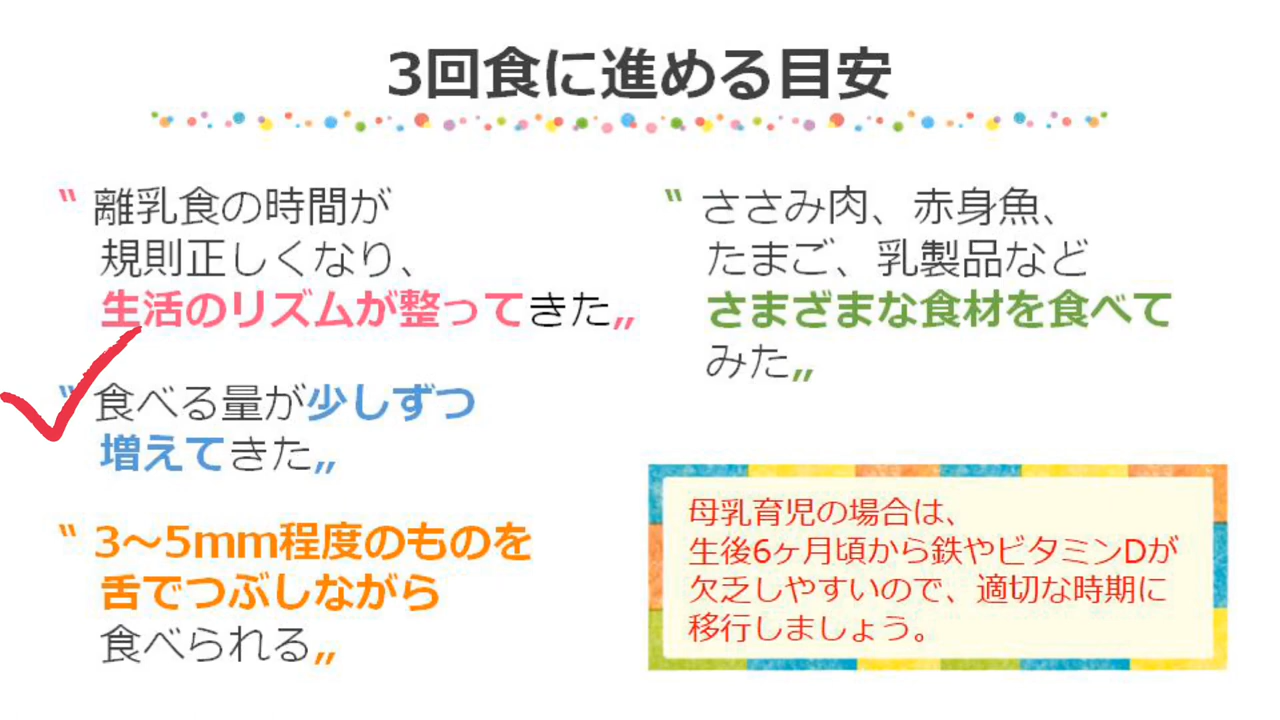 3回食に進める目安
〝離乳食の時間が
規則正しくなり、
生活のリズムが整ってきた〟
〝食べる量が少しずつ
増えてきた〟
〝3～5mm程度のものを
舌でつぶしながら
食べられる〟
〝ささみ肉、赤身魚、
たまご、乳製品など
さまざまな食材を食べて
みた〟
母乳育児の場合は、
生後6ヶ月頃から鉄やビタミンDが
欠乏しやすいので、適切な時期に
移行しましょう。